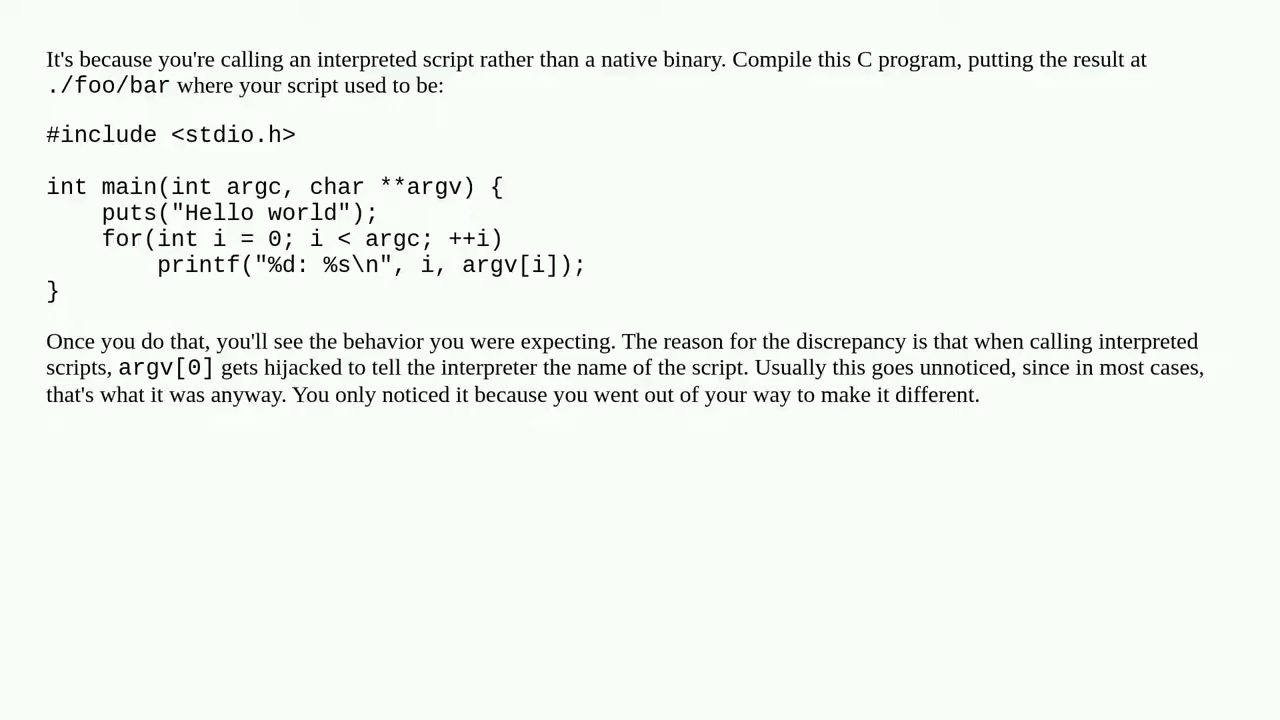 It's because you're calling an interpreted script rather than a native binary. Compile this C program, putting the result at
./foo/bar where your script used to be:
#include <stdio.h>
int main(int argc, char **argv) {
    puts("Hello world");
    for(int i = 0; i < argc; ++i)
        printf("%d: %s\n", i, argv[i]);
}
Once you do that, you'll see the behavior you were expecting. The reason for the discrepancy is that when calling interpreted
scripts, argv[0] gets hijacked to tell the interpreter the name of the script. Usually this goes unnoticed, since in most cases,
that's what it was anyway. You only noticed it because you went out of your way to make it different.